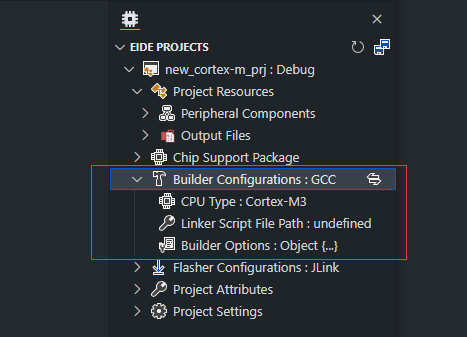 EIDE PROJECTS
new_cortex-m_prj : Debug
Project Resources
Peripheral Components
Output Files
Chip Support Package
Builder Configurations : GCC
CPU Type : Cortex-M3
Linker Script File Path : undefined
Builder Options : Object {...}
Flasher Configurations : JLink
Project Attributes
Project Settings